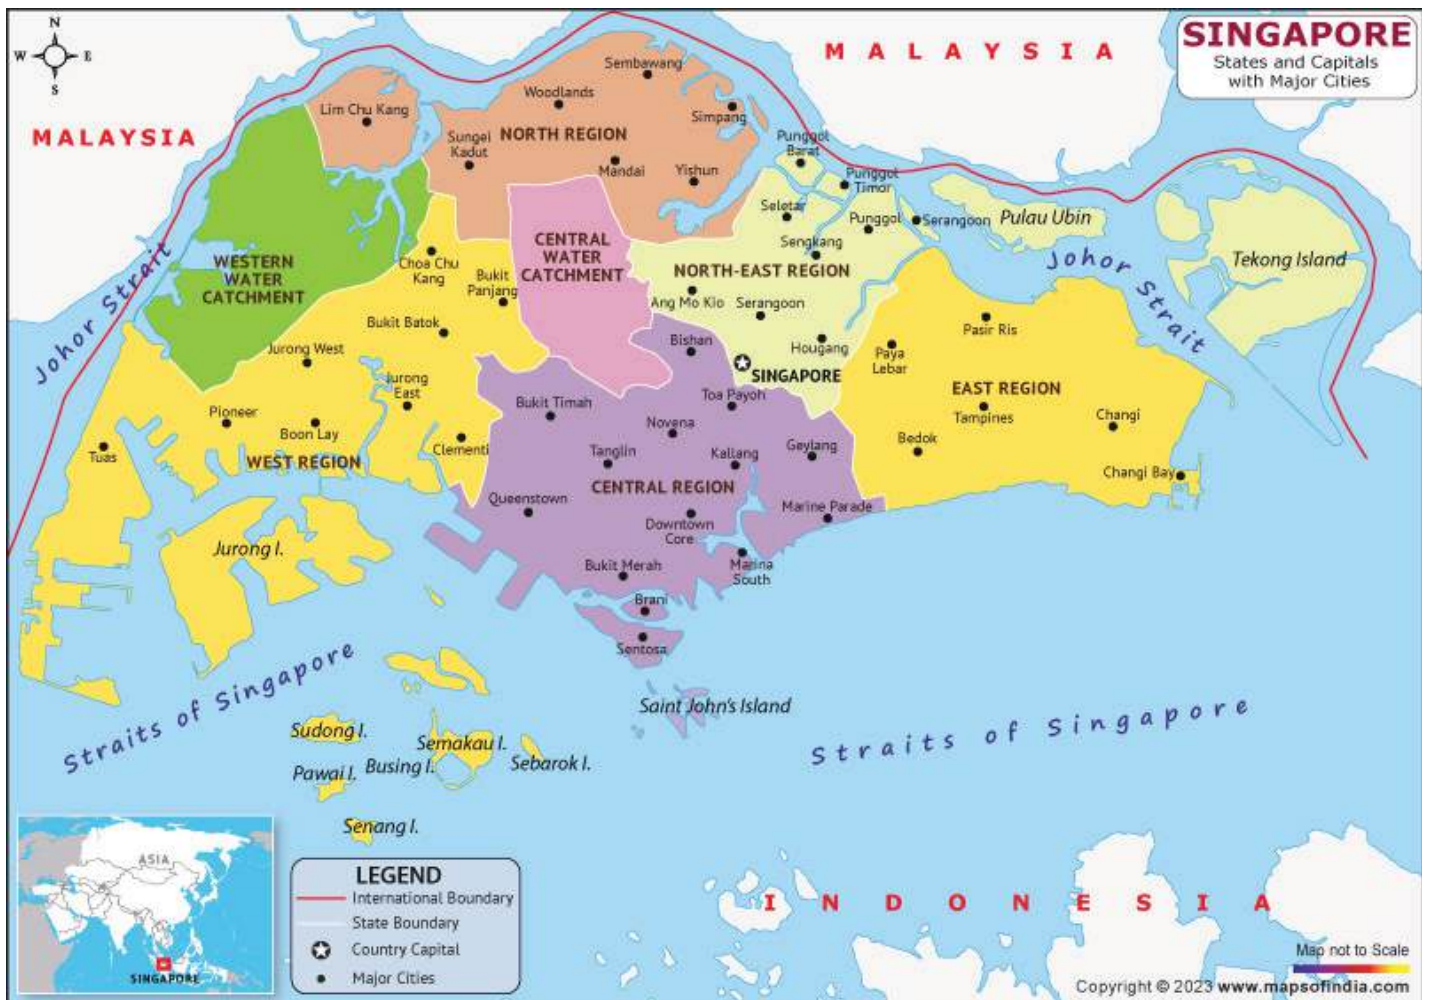 SINGAPORE
States and Capitals
with Major Cities
N
W
E
S
MALAYSIA
MALAYSIA
Sembawang
Woodlands
Lim Chu Kang
Simpang
NORTH REGION
Sungei
Kadut
Mandai
Yishun
Punggol
Barat
Punggol
Timor
Seletar
Punggol
Serangoon
Pulau Ubin
Sengkang
Tekong Island
Johor Strait
Johor Strait
WESTERN
WATER
CATCHMENT
CENTRAL
WATER
CATCHMENT
NORTH-EAST REGION
Choa Chu
Kang
Bukit
Panjang
Ang Mo Kio
Serangoon
Bukit Batok
Bishan
Hougang
Pasir Ris
Jurong West
Paya
Lebar
SINGAPORE
Jurong
East
EAST REGION
Toa Payoh
Bukit Timah
Pioneer
Boon Lay
Novena
Tampines
Changi
Tuas
Clementi
WEST REGION
Tanglin
Kallang
Geylang
Bedok
Changi Bay
CENTRAL REGION
Queenstown
Marine Parade
Downtown
Core
Jurong I.
Bukit Merah
Marina
South
Brani
Sentosa
Saint John's Island
Straits of Singapore
Straits of Singapore
Sudong I.
Semakau I.
Pawai I.
Busing I.
Sebarok I.
Senang I.
ASIA
SINGAPORE
LEGEND
International Boundary
State Boundary
Country Capital
Major Cities
INDONESIA
Map not to Scale
Copyright © 2023 www.mapsofindia.com